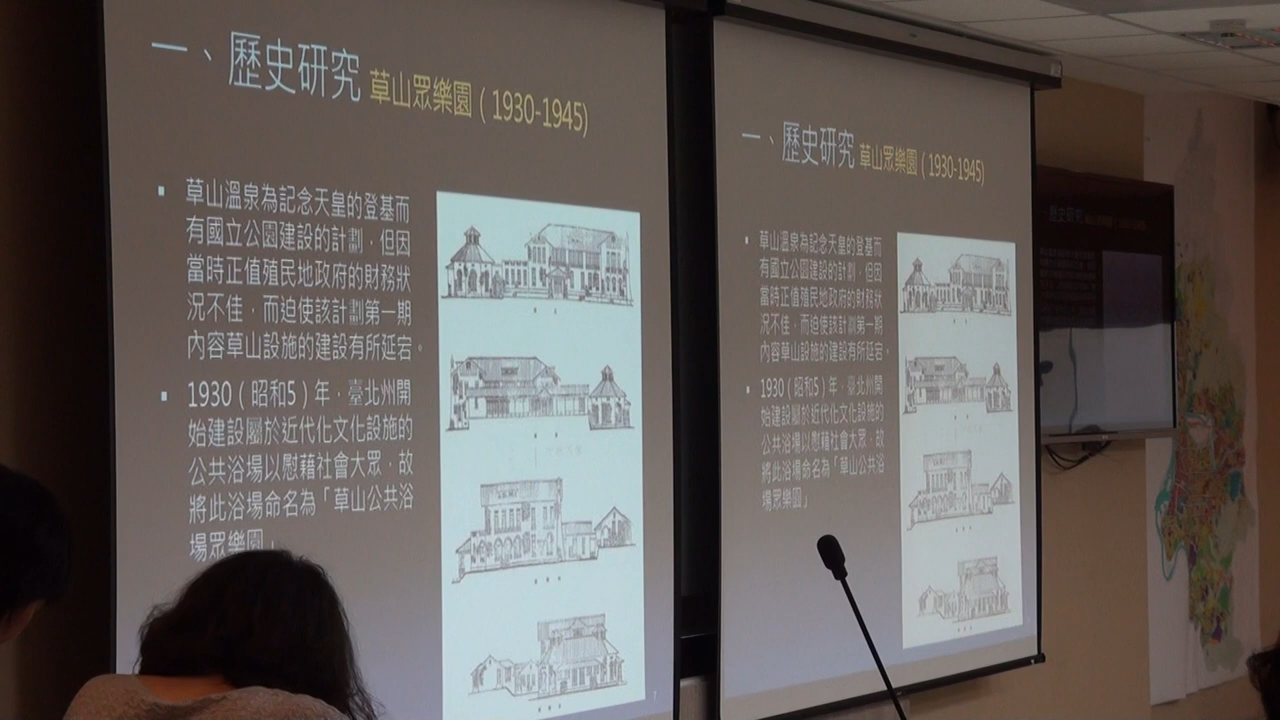 一、歷史研究 草山眾樂園 ( 1930-1945)
▪ 草山溫泉為記念天皇的登基而
有國立公園建設的計劃，但因
當時正值殖民地政府的財務狀
況不佳，而迫使該計劃第一期
內容草山設施的建設有所延宕。
▪ 1930（昭和5）年，臺北州開
始建設屬於近代化文化設施的
公共浴場以慰藉社會大眾，故
將此浴場命名為「草山公共浴
場眾樂園」
7
一、歷史研究 草山眾樂園 ( 1930-1945)
▪ 草山溫泉為記念天皇的登基而
有國立公園建設的計劃，但因
當時正值殖民地政府的財務狀
況不佳，而迫使該計劃第一期
內容草山設施的建設有所延宕。
▪ 1930（昭和5）年，臺北州開
始建設屬於近代化文化設施的
公共浴場以慰藉社會大眾，故
將此浴場命名為「草山公共浴
場眾樂園」
歷史研究